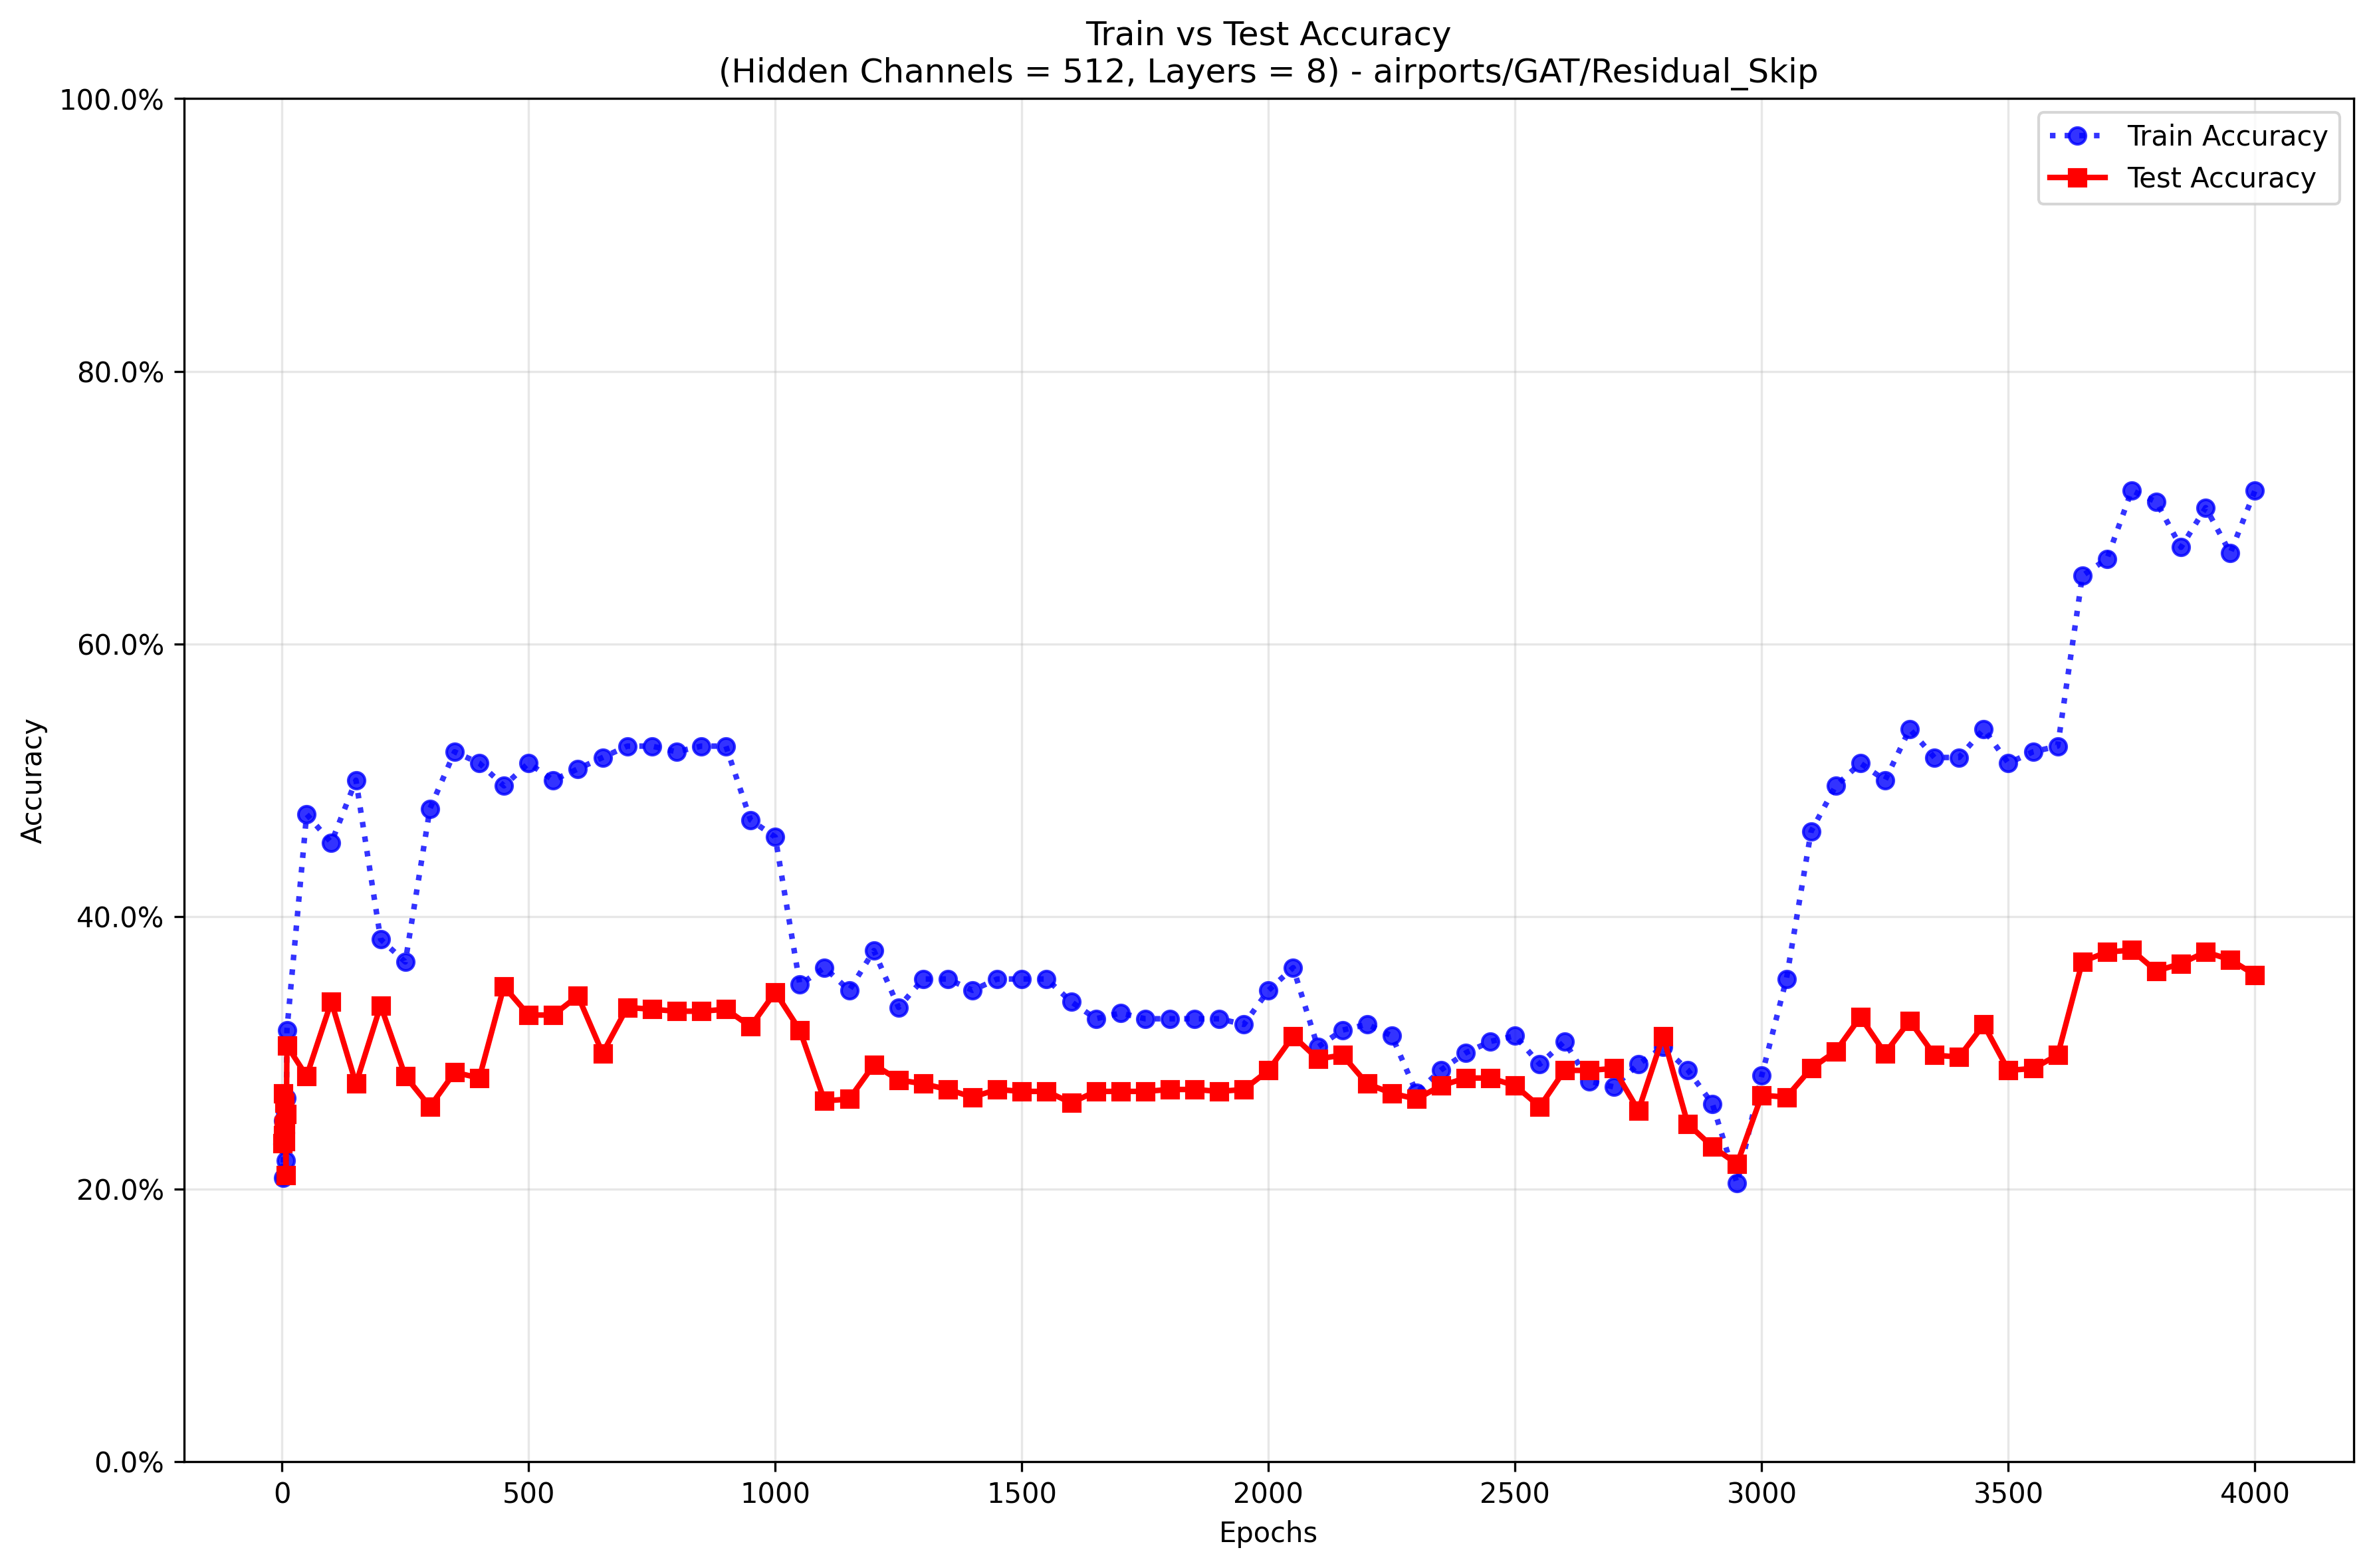 Train vs Test Accuracy
(Hidden Channels = 512, Layers = 8) - airports/GAT/Residual_Skip
100.0%
80.0%
60.0%
40.0%
20.0%
0.0%
Accuracy
Train Accuracy
Test Accuracy
0 500 1000 1500 2000 2500 3000 3500 4000
Epochs